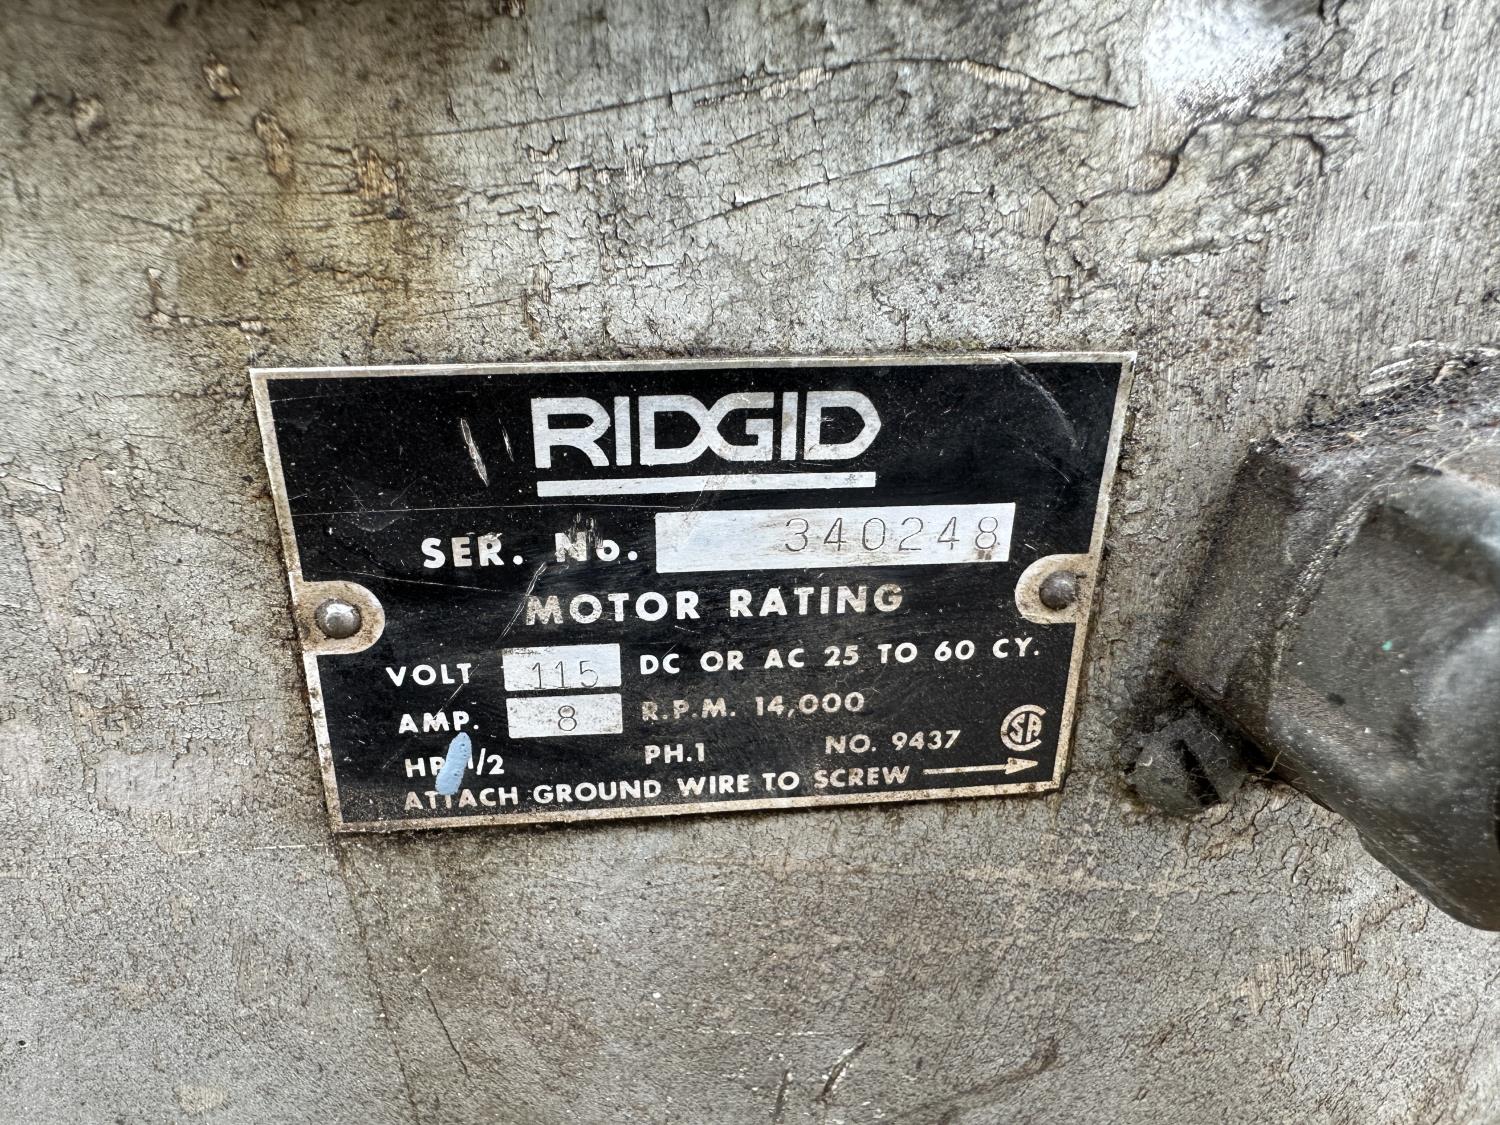 RIDGID
SER. No. 340248
MOTOR RATING
VOLT 115 DC OR AC 25 TO 60 CY.
AMP. 8 R.P.M. 14,000
HP 1/2 PH.1 NO. 9437 CSA
ATTACH GROUND WIRE TO SCREW